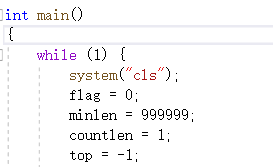 int main()
{
while (1) {
system("cls");
flag = 0;
minlen = 999999;
countlen = 1;
top = -1;